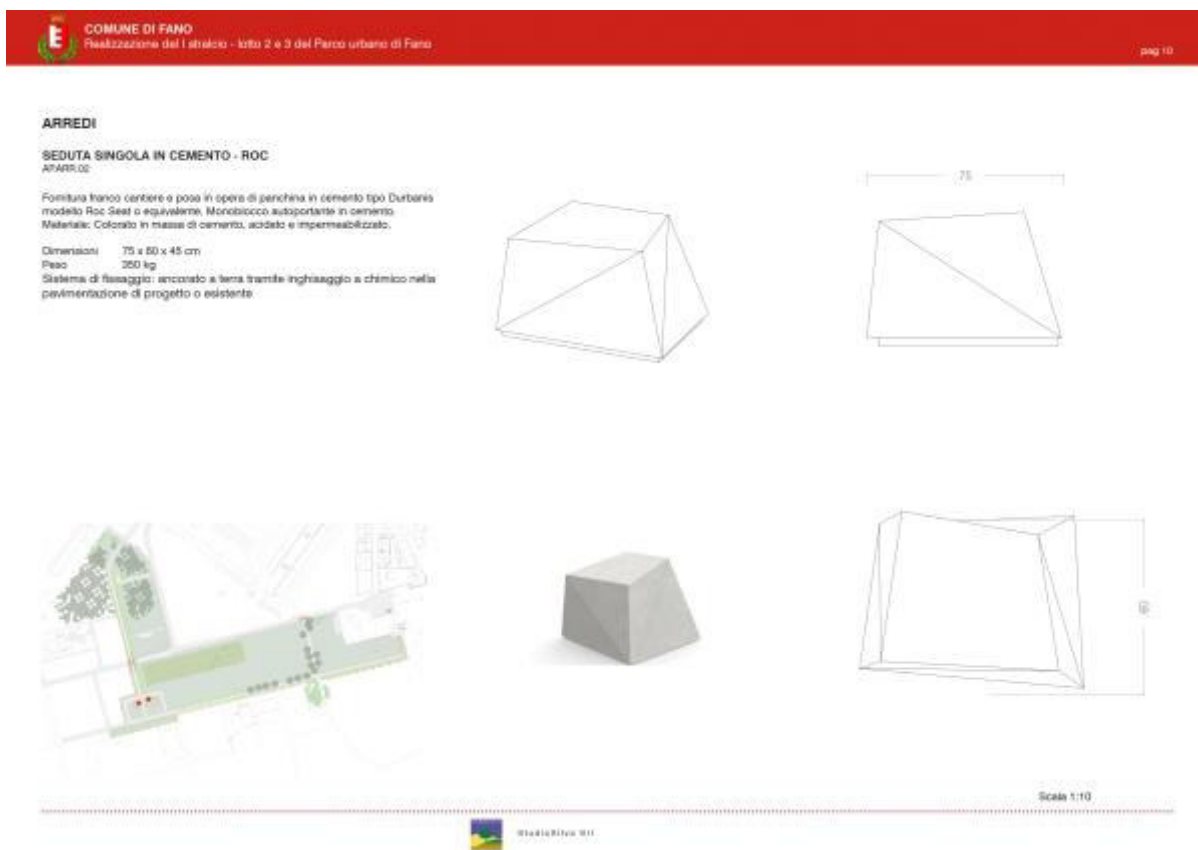 COMUNE DI FANO
Realizzazione del I stralcio - lotto 2 e 3 del Parco urbano di Fano
pag 10
ARREDI
SEDUTA SINGOLA IN CEMENTO - ROC
Fornitura franco cantiere e posa in opera di panchina in cemento tipo Durbanis
modello Roc Seat o equivalente. Monoblocco autoportante in cemento.
Materiale: Colorato in massa di cemento, acidato e impermeabilizzato.
Dimensioni 75 x 60 x 45 cm
Peso 350 kg
Sistema di fissaggio: ancorato a terra tramite inghisaggio a chimico nella
pavimentazione di progetto o esistente
75
60
Scala 1:10